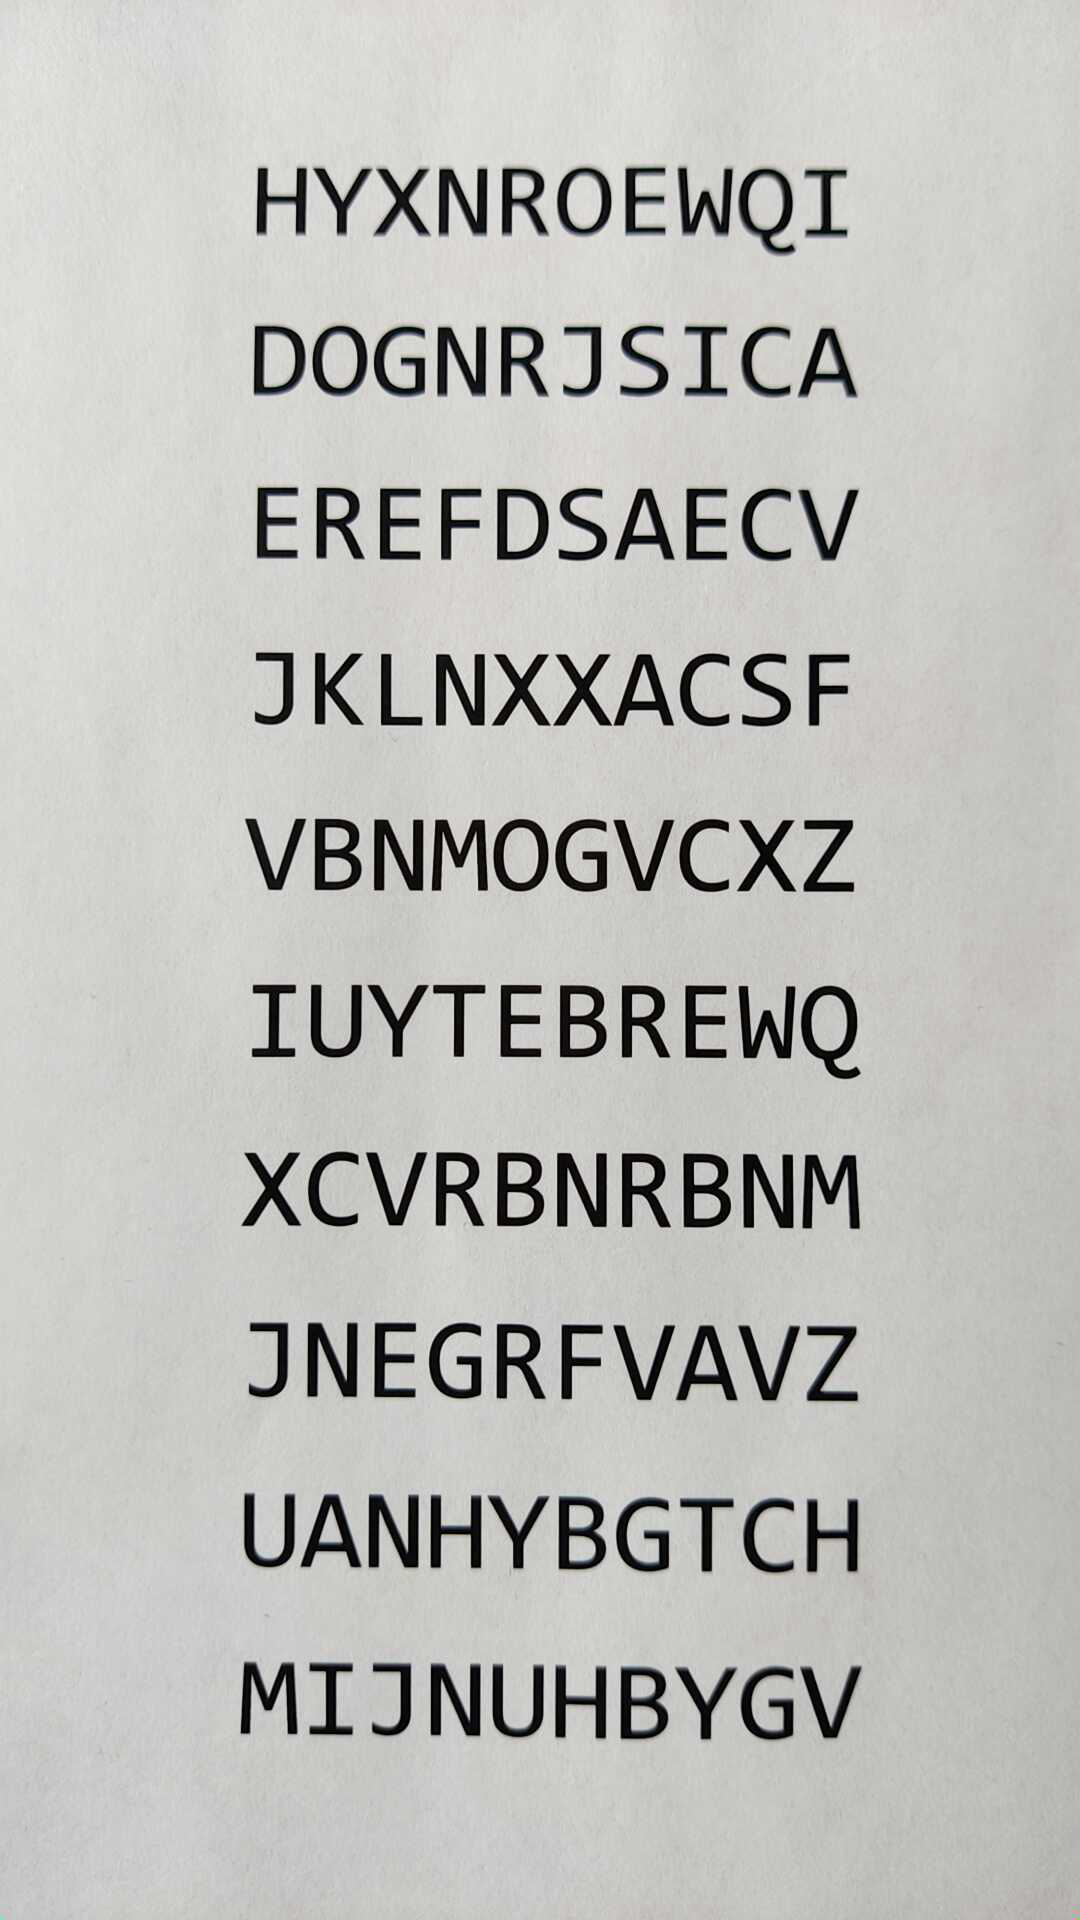 HYXNROEWQI
DOGNRJSICA
EREFDSAECV
JKLNXXACSF
VBNMOGVCXZ
IUYTEBREWQ
XCVRBNRBNM
JNEGRFVAVZ
UANHYBGTCH
MIJNUHBYGV